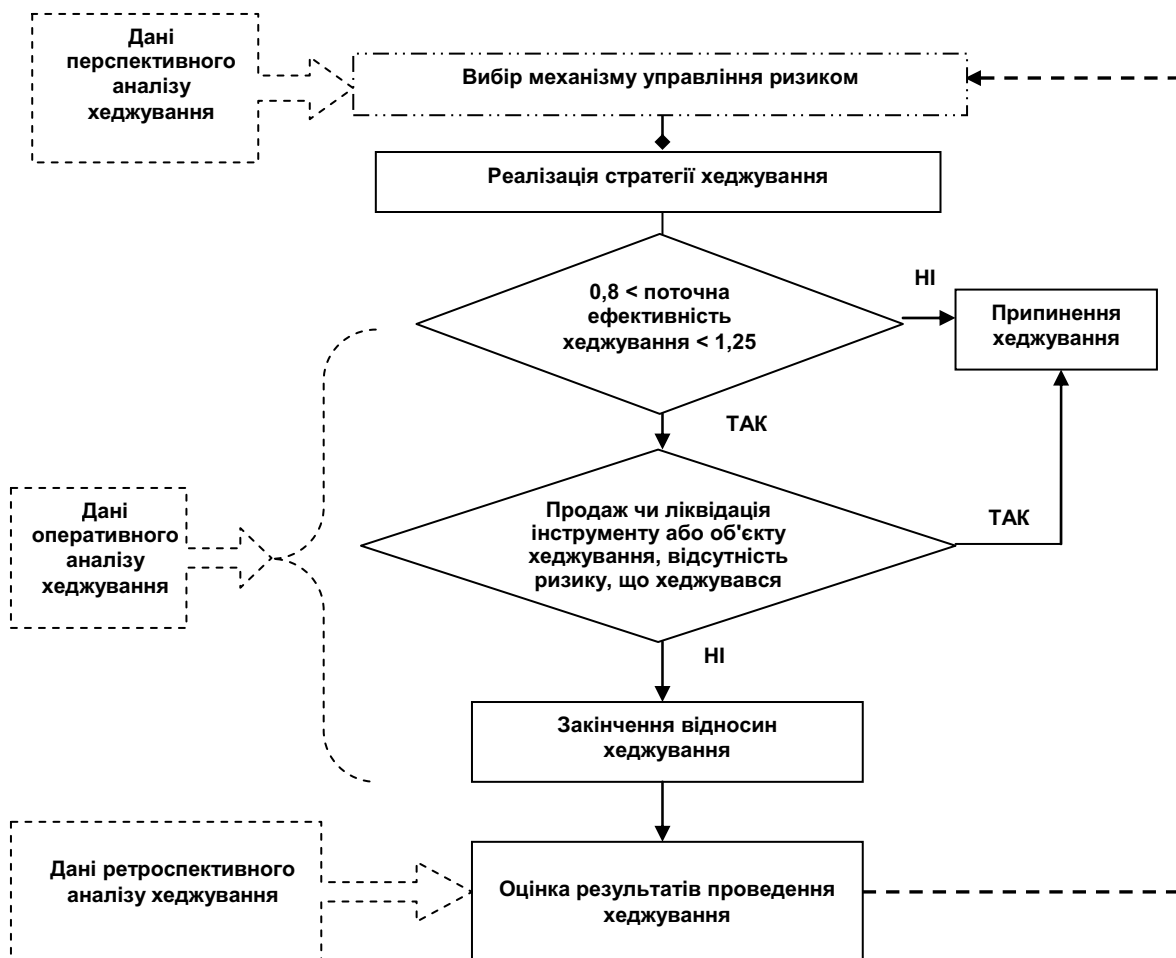 Дані
перспективного
аналізу
хеджування
Вибір механізму управління ризиком
Реалізація стратегії хеджування
0,8 < поточна
ефективність
хеджування < 1,25
НІ
Припинення
хеджування
ТАК
Дані
оперативного
аналізу
хеджування
Продаж чи ліквідація
інструменту або об'єкту
хеджування, відсутність
ризику, що хеджувався
ТАК
НІ
Закінчення відносин
хеджування
Дані ретроспективного
аналізу хеджування
Оцінка результатів проведення
хеджування